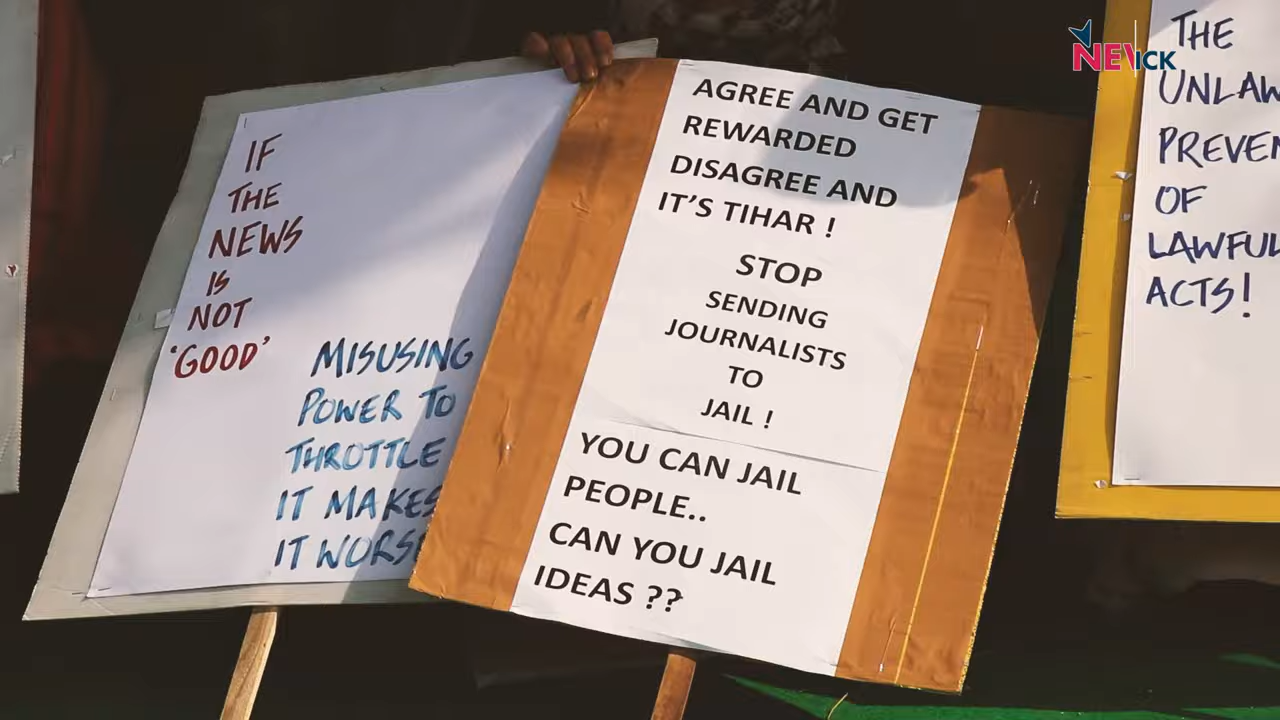 IF
THE
NEWS
IS
NOT
'GOOD'
MISUSING
POWER TO
THROTTLE
IT MAKES
IT WORSE
AGREE AND GET
REWARDED
DISAGREE AND
IT'S TIHAR !
STOP
SENDING
JOURNALISTS
TO
JAIL !
YOU CAN JAIL
PEOPLE..
CAN YOU JAIL
IDEAS ??
THE
UNLAW
PREVEN
OF
LAWFUL
ACTS!